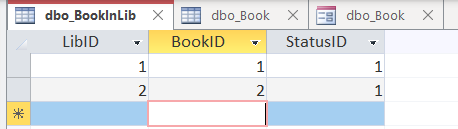 dbo_BookInLib dbo_Book dbo_Book
LibID BookID StatusID
1 1 1
2 2 1